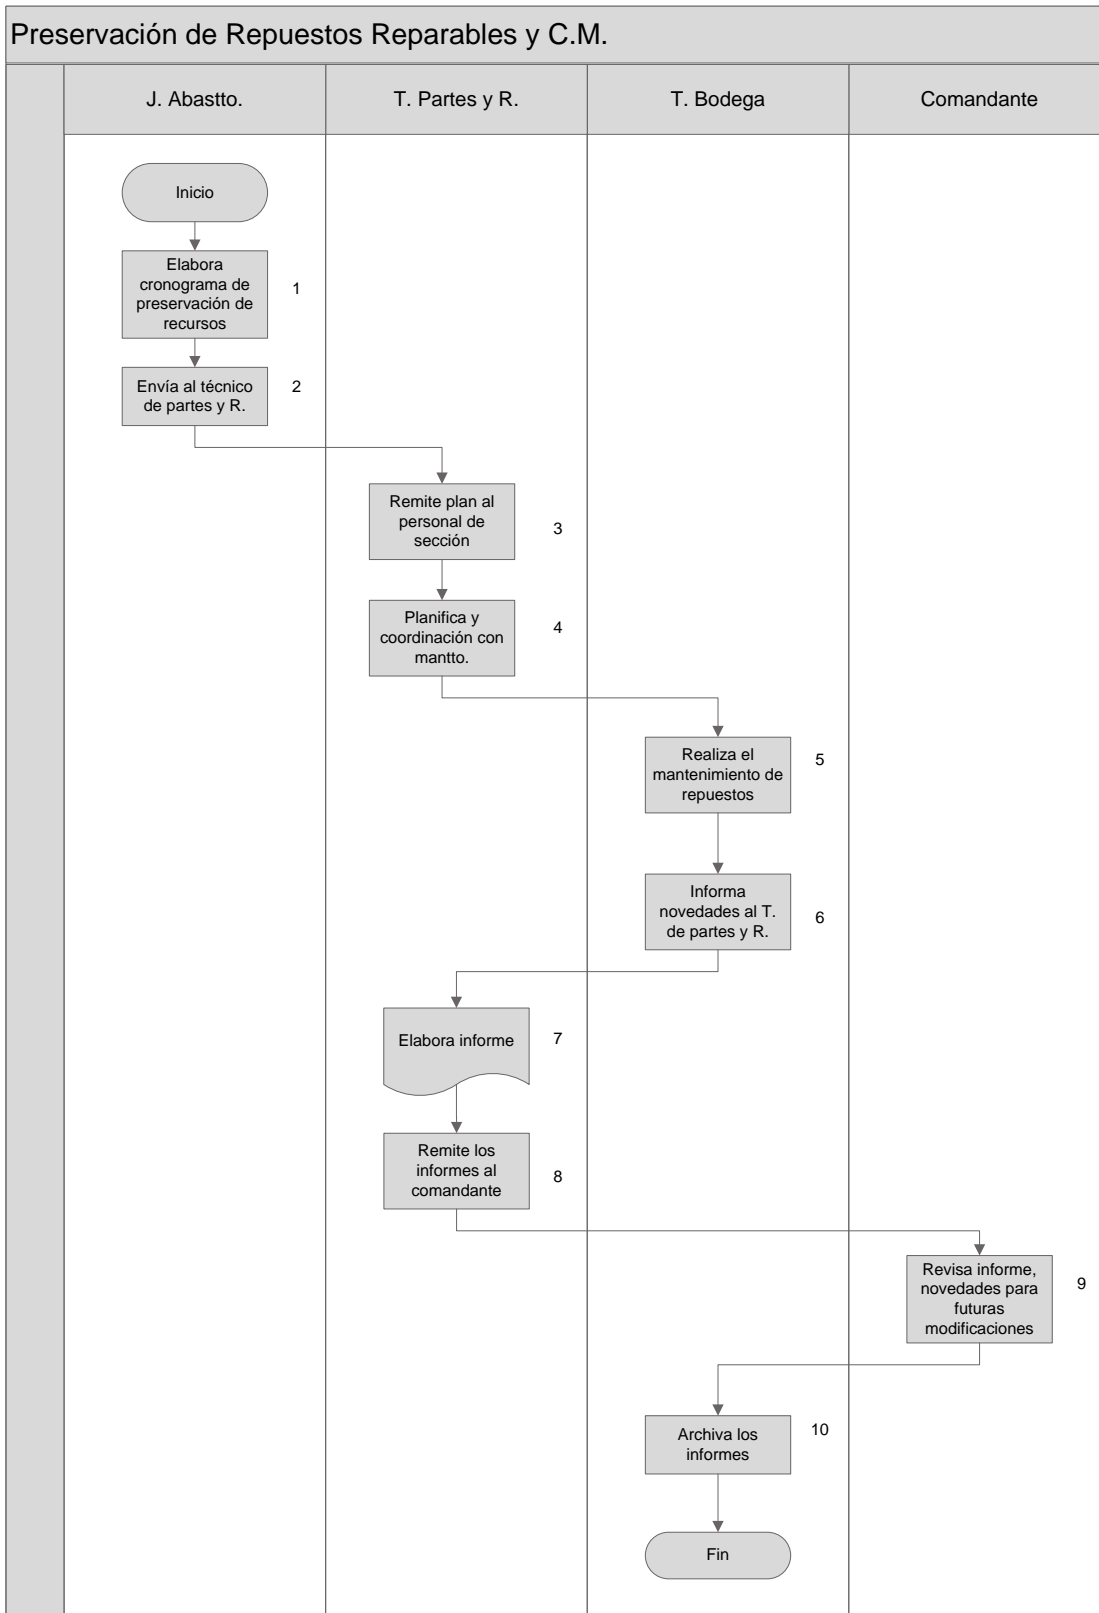 Preservación de Repuestos Reparables y C.M.
J. Abastto.
T. Partes y R.
T. Bodega
Comandante
Inicio
Elabora
cronograma de
preservación de
recursos
1
Envía al técnico
de partes y R.
2
Remite plan al
personal de
sección
3
Planifica y
coordinación con
mantto.
4
Realiza el
mantenimiento de
repuestos
5
Informa
novedades al T.
de partes y R.
6
Elabora informe
7
Remite los
informes al
comandante
8
Revisa informe,
novedades para
futuras
modificaciones
9
Archiva los
informes
10
Fin